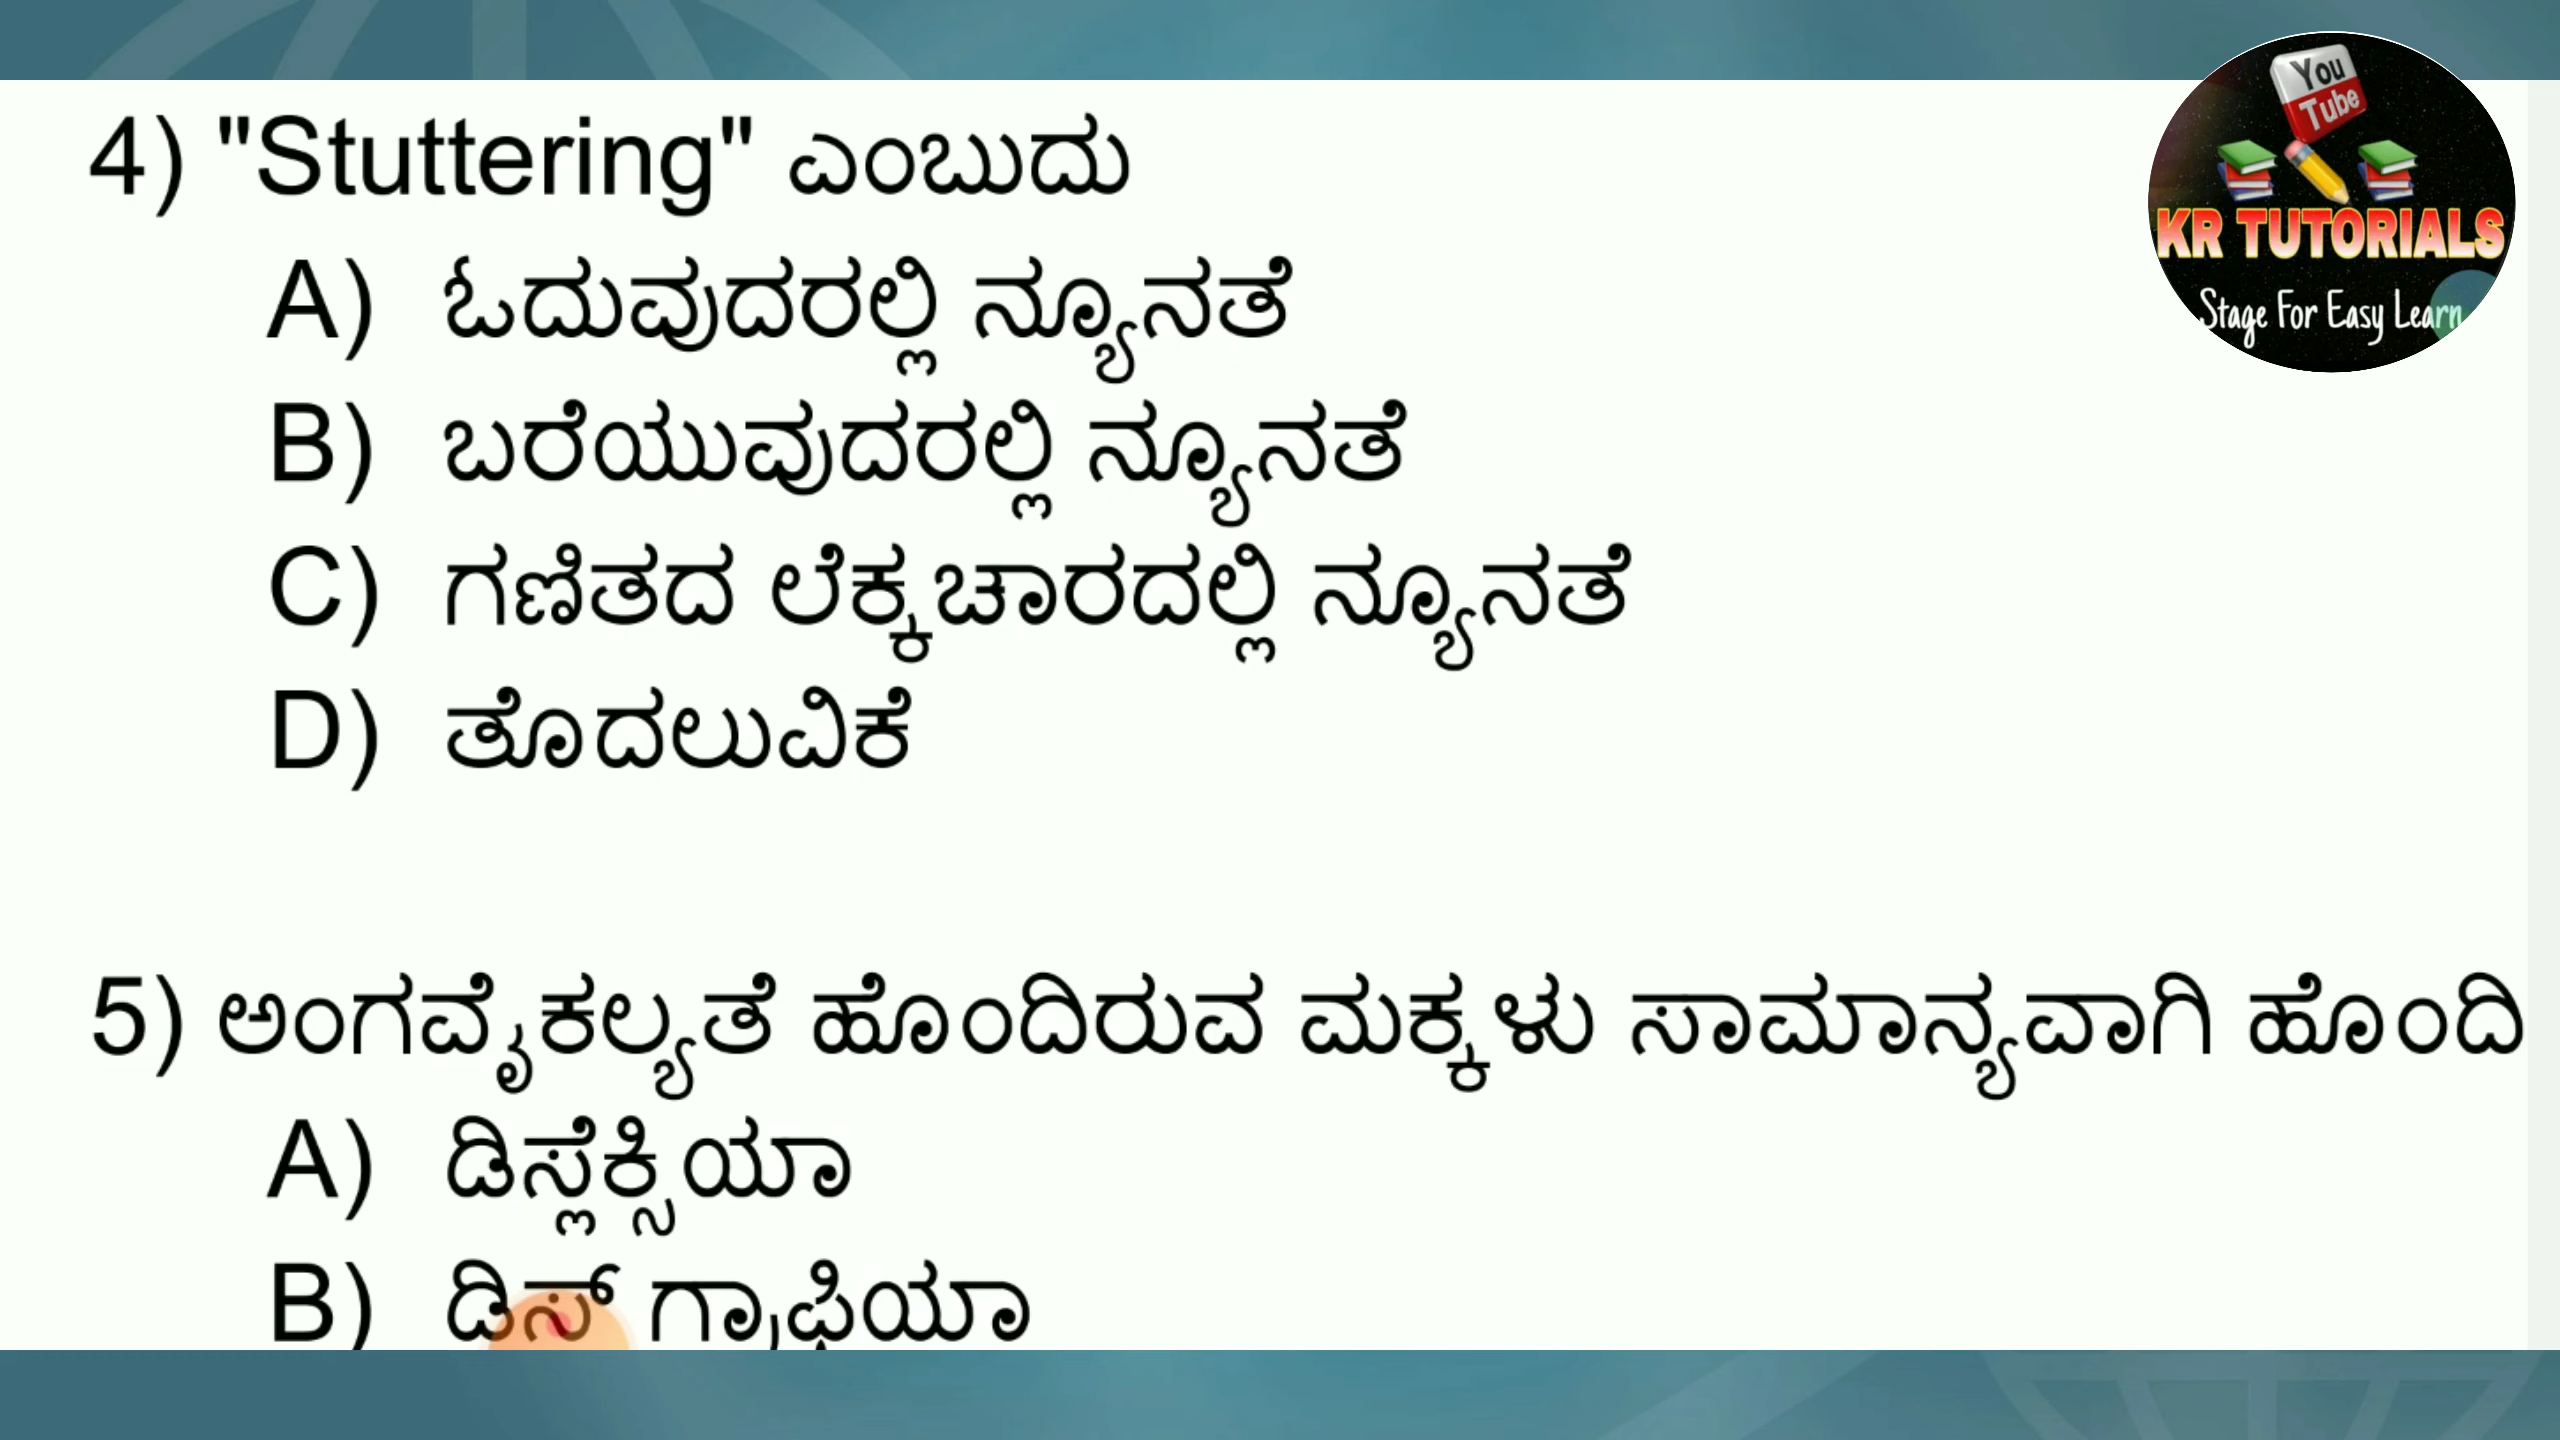 4) "Stuttering" ಎಂಬುದು
A) ಓದುವುದರಲ್ಲಿ ನ್ಯೂನತೆ
B) ಬರೆಯುವುದರಲ್ಲಿ ನ್ಯೂನತೆ
C) ಗಣಿತದ ಲೆಕ್ಕಚಾರದಲ್ಲಿ ನ್ಯೂನತೆ
D) ತೊದಲುವಿಕೆ
5) ಅಂಗವೈಕಲ್ಯತೆ ಹೊಂದಿರುವ ಮಕ್ಕಳು ಸಾಮಾನ್ಯವಾಗಿ ಹೊಂದಿ
A) ಡಿಸ್ಲೆಕ್ಸಿಯಾ
B) ಡಿಸ್ ಗ್ರಾಫಿಯಾ
You
Tube
KR TUTORIALS
Stage For Easy Learn